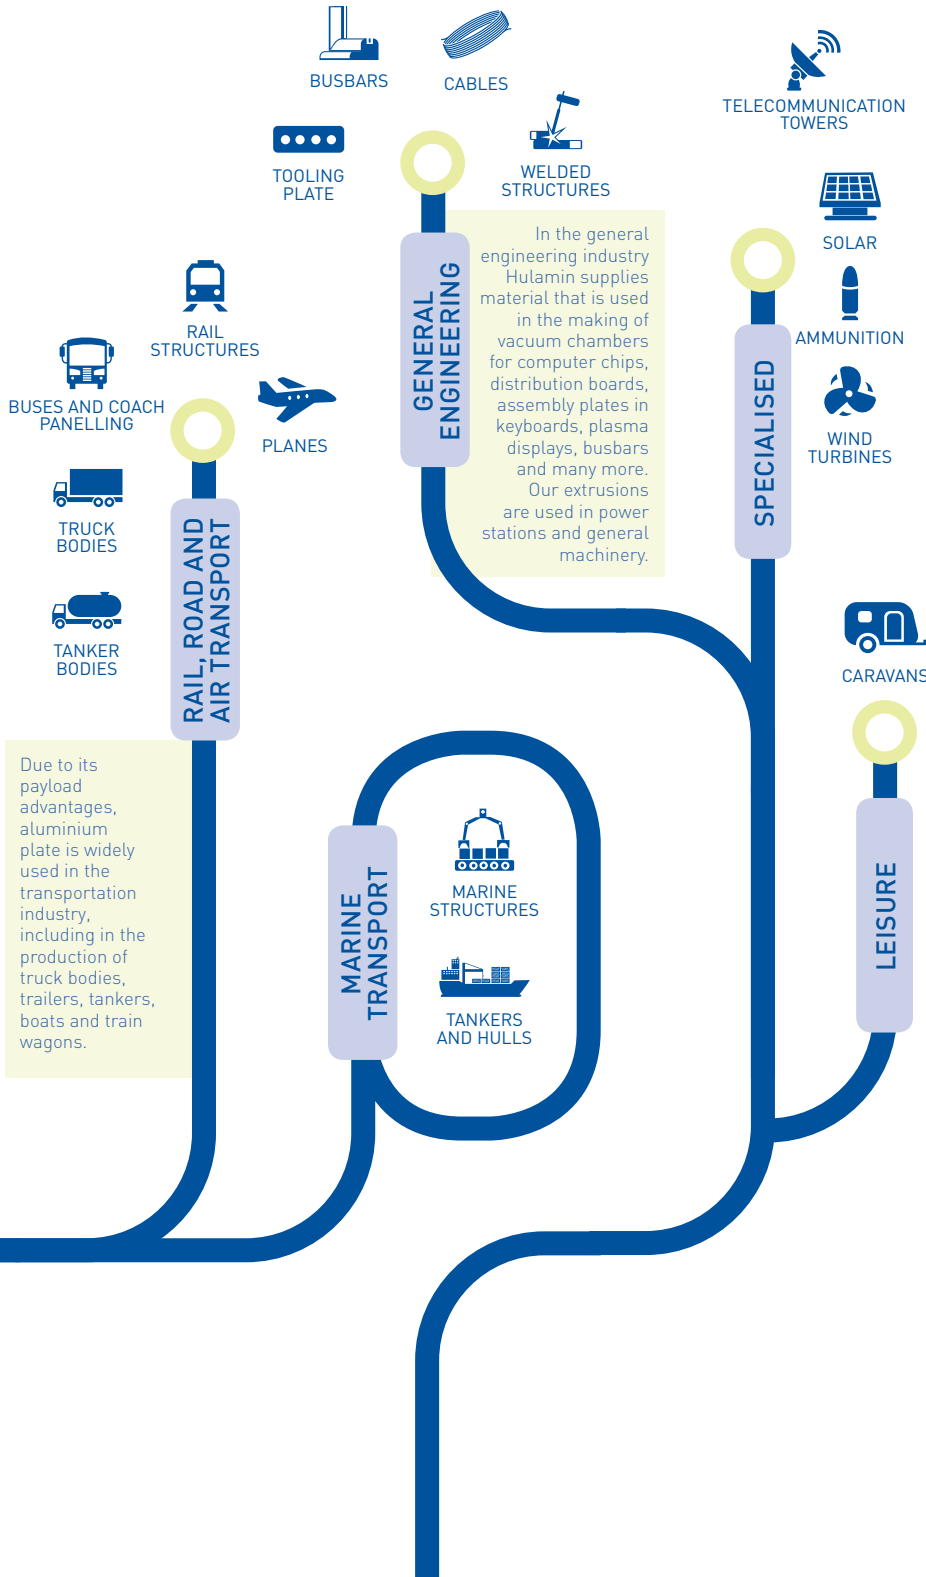 BUSBARS
CABLES
TOOLING
PLATE
WELDED
STRUCTURES
GENERAL
ENGINEERING
In the general
engineering industry
Hulamin supplies
material that is used
in the making of
vacuum chambers
for computer chips,
distribution boards,
assembly plates in
keyboards, plasma
displays, busbars
and many more.
Our extrusions
are used in power
stations and general
machinery.
TELECOMMUNICATION
TOWERS
SOLAR
AMMUNITION
WIND
TURBINES
SPECIALISED
RAIL
STRUCTURES
BUSES AND COACH
PANELLING
PLANES
TRUCK
BODIES
TANKER
BODIES
RAIL, ROAD AND
AIR TRANSPORT
Due to its
payload
advantages,
aluminium
plate is widely
used in the
transportation
industry,
including in the
production of
truck bodies,
trailers, tankers,
boats and train
wagons.
MARINE
TRANSPORT
MARINE
STRUCTURES
TANKERS
AND HULLS
CARAVANS
LEISURE